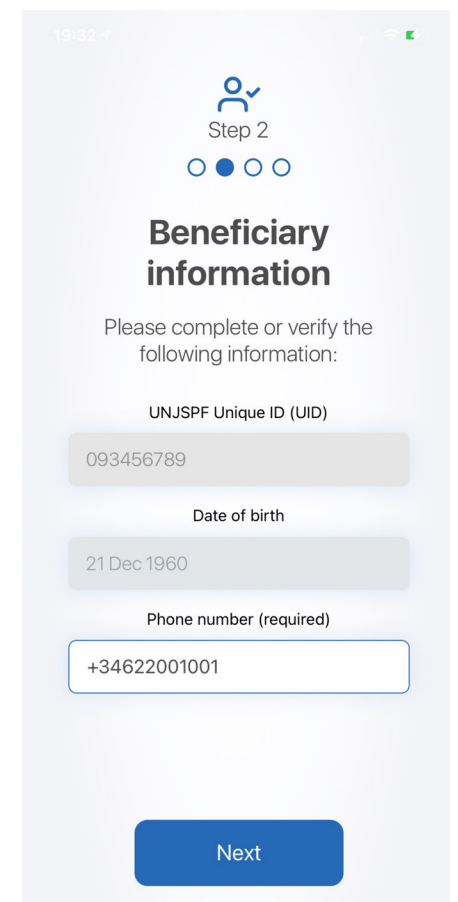 19:32
Step 2
Beneficiary
information
Please complete or verify the
following information:
UNJSPF Unique ID (UID)
093456789
Date of birth
21 Dec 1960
Phone number (required)
+34622001001
Next